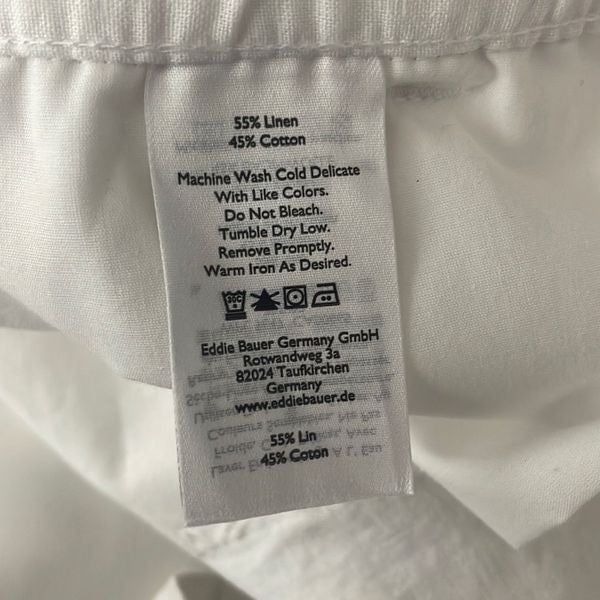 55% Linen
45% Cotton
Machine Wash Cold Delicate
With Like Colors.
Do Not Bleach.
Tumble Dry Low.
Remove Promptly.
Warm Iron As Desired.
30C
Eddie Bauer Germany GmbH
Rotwandweg 3a
82024 Taufkirchen
Germany
www.eddiebauer.de
55% Lin
45% Coton